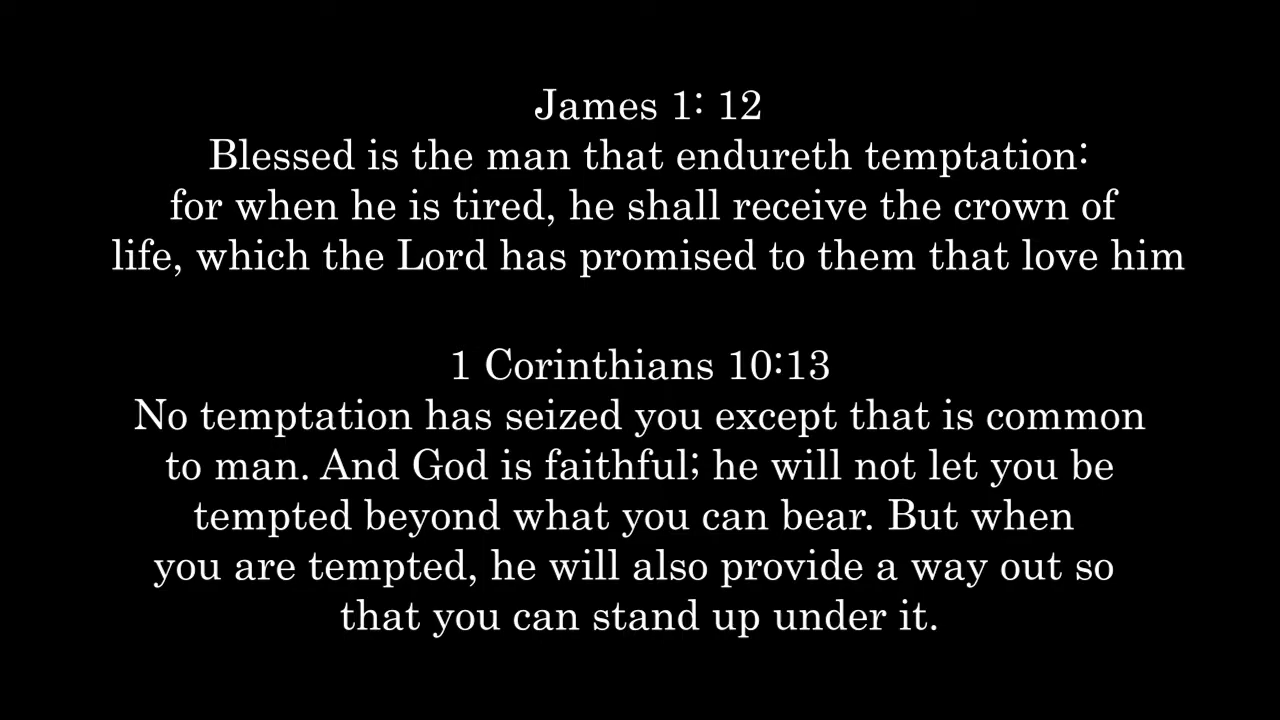 James 1: 12
Blessed is the man that endureth temptation:
for when he is tired, he shall receive the crown of
life, which the Lord has promised to them that love him
1 Corinthians 10:13
No temptation has seized you except that is common
to man. And God is faithful; he will not let you be
tempted beyond what you can bear. But when
you are tempted, he will also provide a way out so
that you can stand up under it.